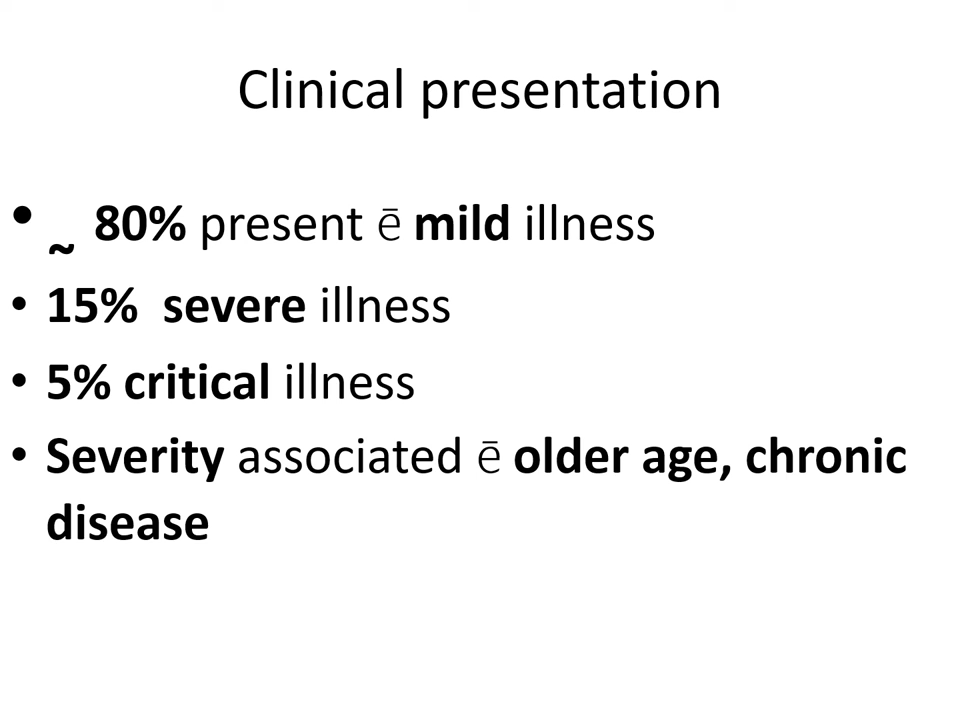 Clinical presentation
• ̴ 80% present ē mild illness
• 15%  severe illness
• 5% critical illness
• Severity associated ē older age, chronic
disease